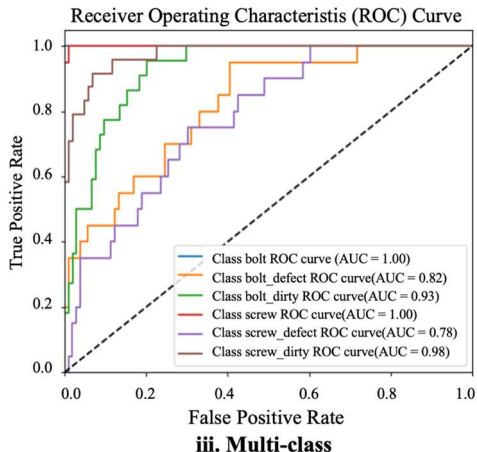 Receiver Operating Characteristis (ROC) Curve
True Positive Rate
1.0
0.8
0.6
0.4
0.2
0.0
Class bolt ROC curve (AUC = 1.00)
Class bolt_defect ROC curve(AUC = 0.82)
Class bolt_dirty ROC curve(AUC = 0.93)
Class screw ROC curve (AUC = 1.00)
Class screw_defect ROC curve(AUC = 0.78)
Class screw_dirty ROC curve(AUC = 0.98)
0.0 0.2 0.4 0.6 0.8 1.0
False Positive Rate
iii. Multi-class